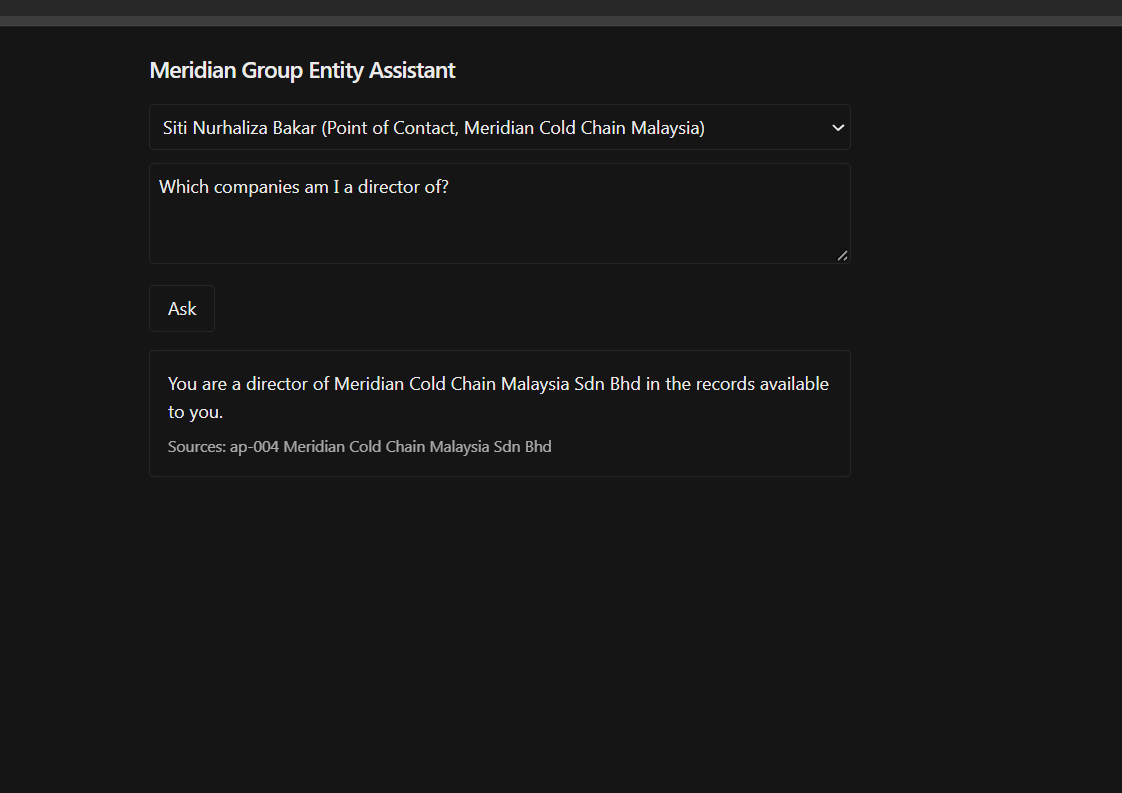 Meridian Group Entity Assistant
Siti Nurhaliza Bakar (Point of Contact, Meridian Cold Chain Malaysia)
Which companies am I a director of?
Ask
You are a director of Meridian Cold Chain Malaysia Sdn Bhd in the records available
to you.
Sources: ap-004 Meridian Cold Chain Malaysia Sdn Bhd